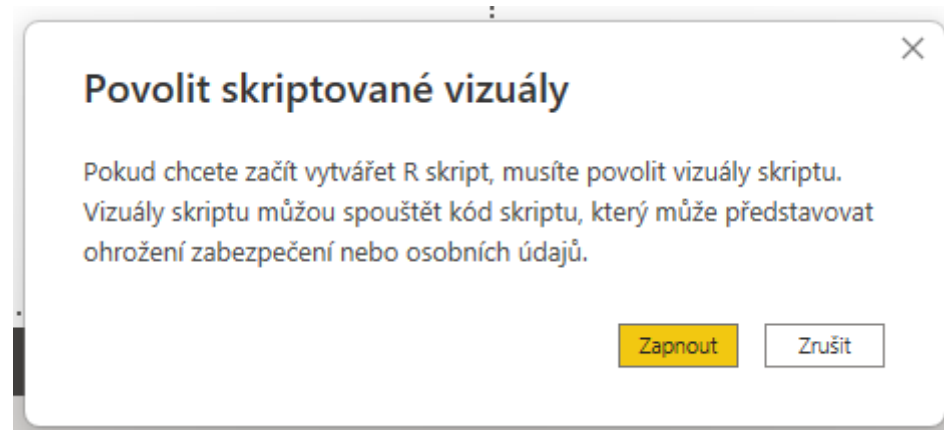 Povolit skriptované vizuály
Pokud chcete začít vytvářet R skript, musíte povolit vizuály skriptu.
Vizuály skriptu můžou spouštět kód skriptu, který může představovat
ohrožení zabezpečení nebo osobních údajů.
Zapnout
Zrušit